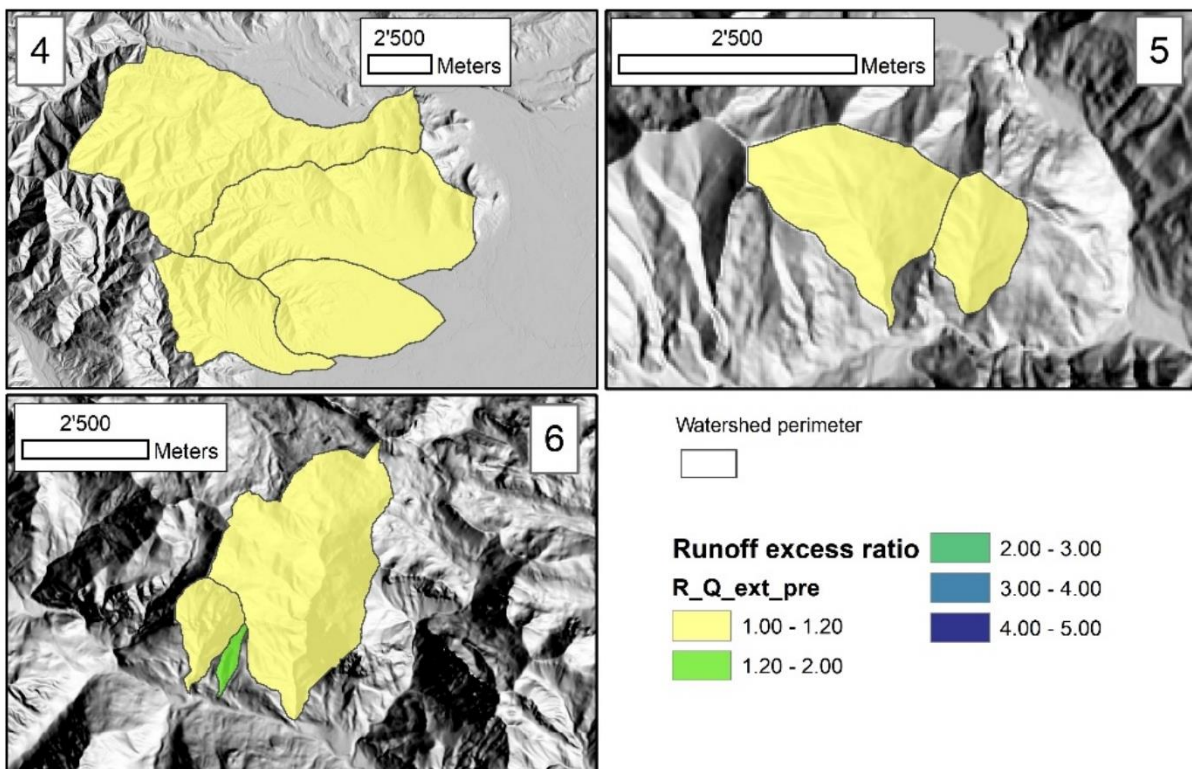 4
2'500
Meters
2'500
Meters
5
2'500
Meters
6
Watershed perimeter
Runoff excess ratio
R_Q_ext_pre
1.00 - 1.20
1.20 - 2.00
2.00 - 3.00
3.00 - 4.00
4.00 - 5.00